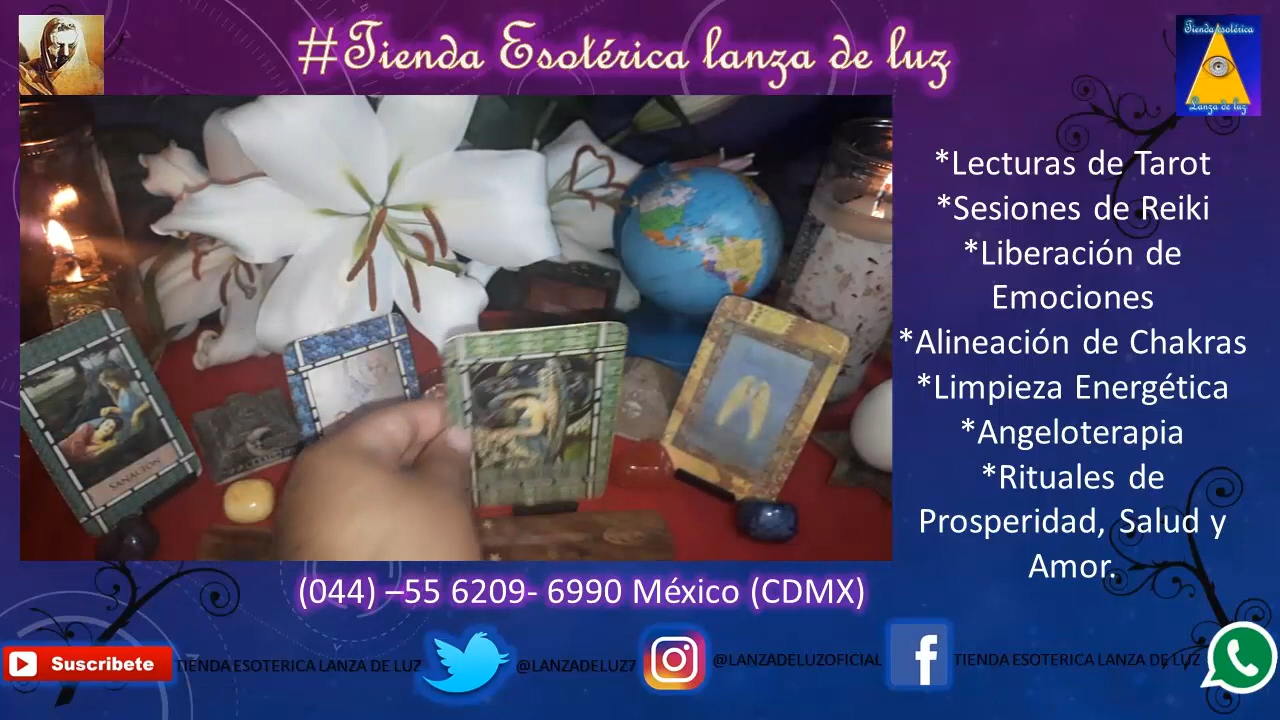 #Tienda Esotérica lanza de luz
Tienda Esotérica
Lanza de luz
*Lecturas de Tarot
*Sesiones de Reiki
*Liberación de
Emociones
*Alineación de Chakras
*Limpieza Energética
*Angeloterapia
*Rituales de
Prosperidad, Salud y
Amor.
SANACIÓN
(044) –55 6209- 6990 México (CDMX)
Suscribete
TIENDA ESOTERICA LANZA DE LUZ
@LANZADELUZ7
@LANZADELUZOFICIAL
TIENDA ESOTERICA LANZA DE LUZ